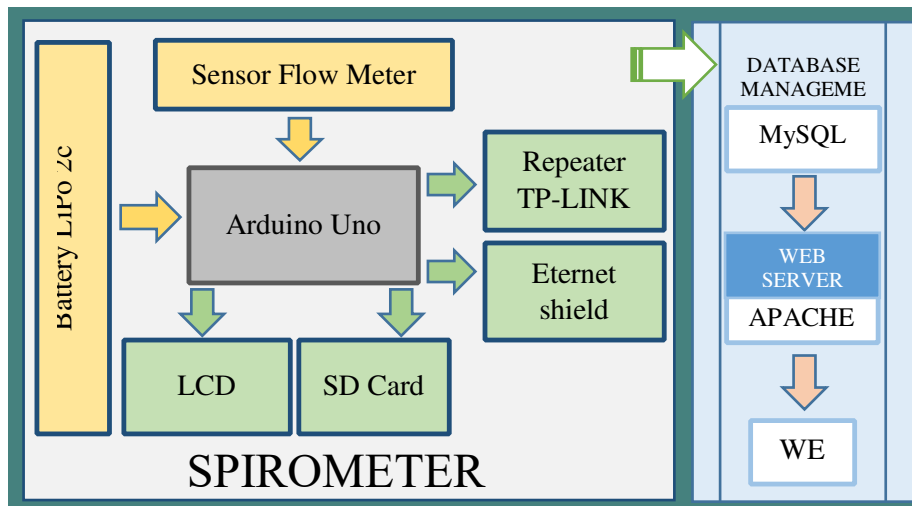 Sensor Flow Meter
Battery LiPo 2c
Arduino Uno
Repeater
TP-LINK
Eternet
shield
LCD
SD Card
SPIROMETER
DATABASE
MANAGEME
MySQL
WEB
SERVER
APACHE
WE